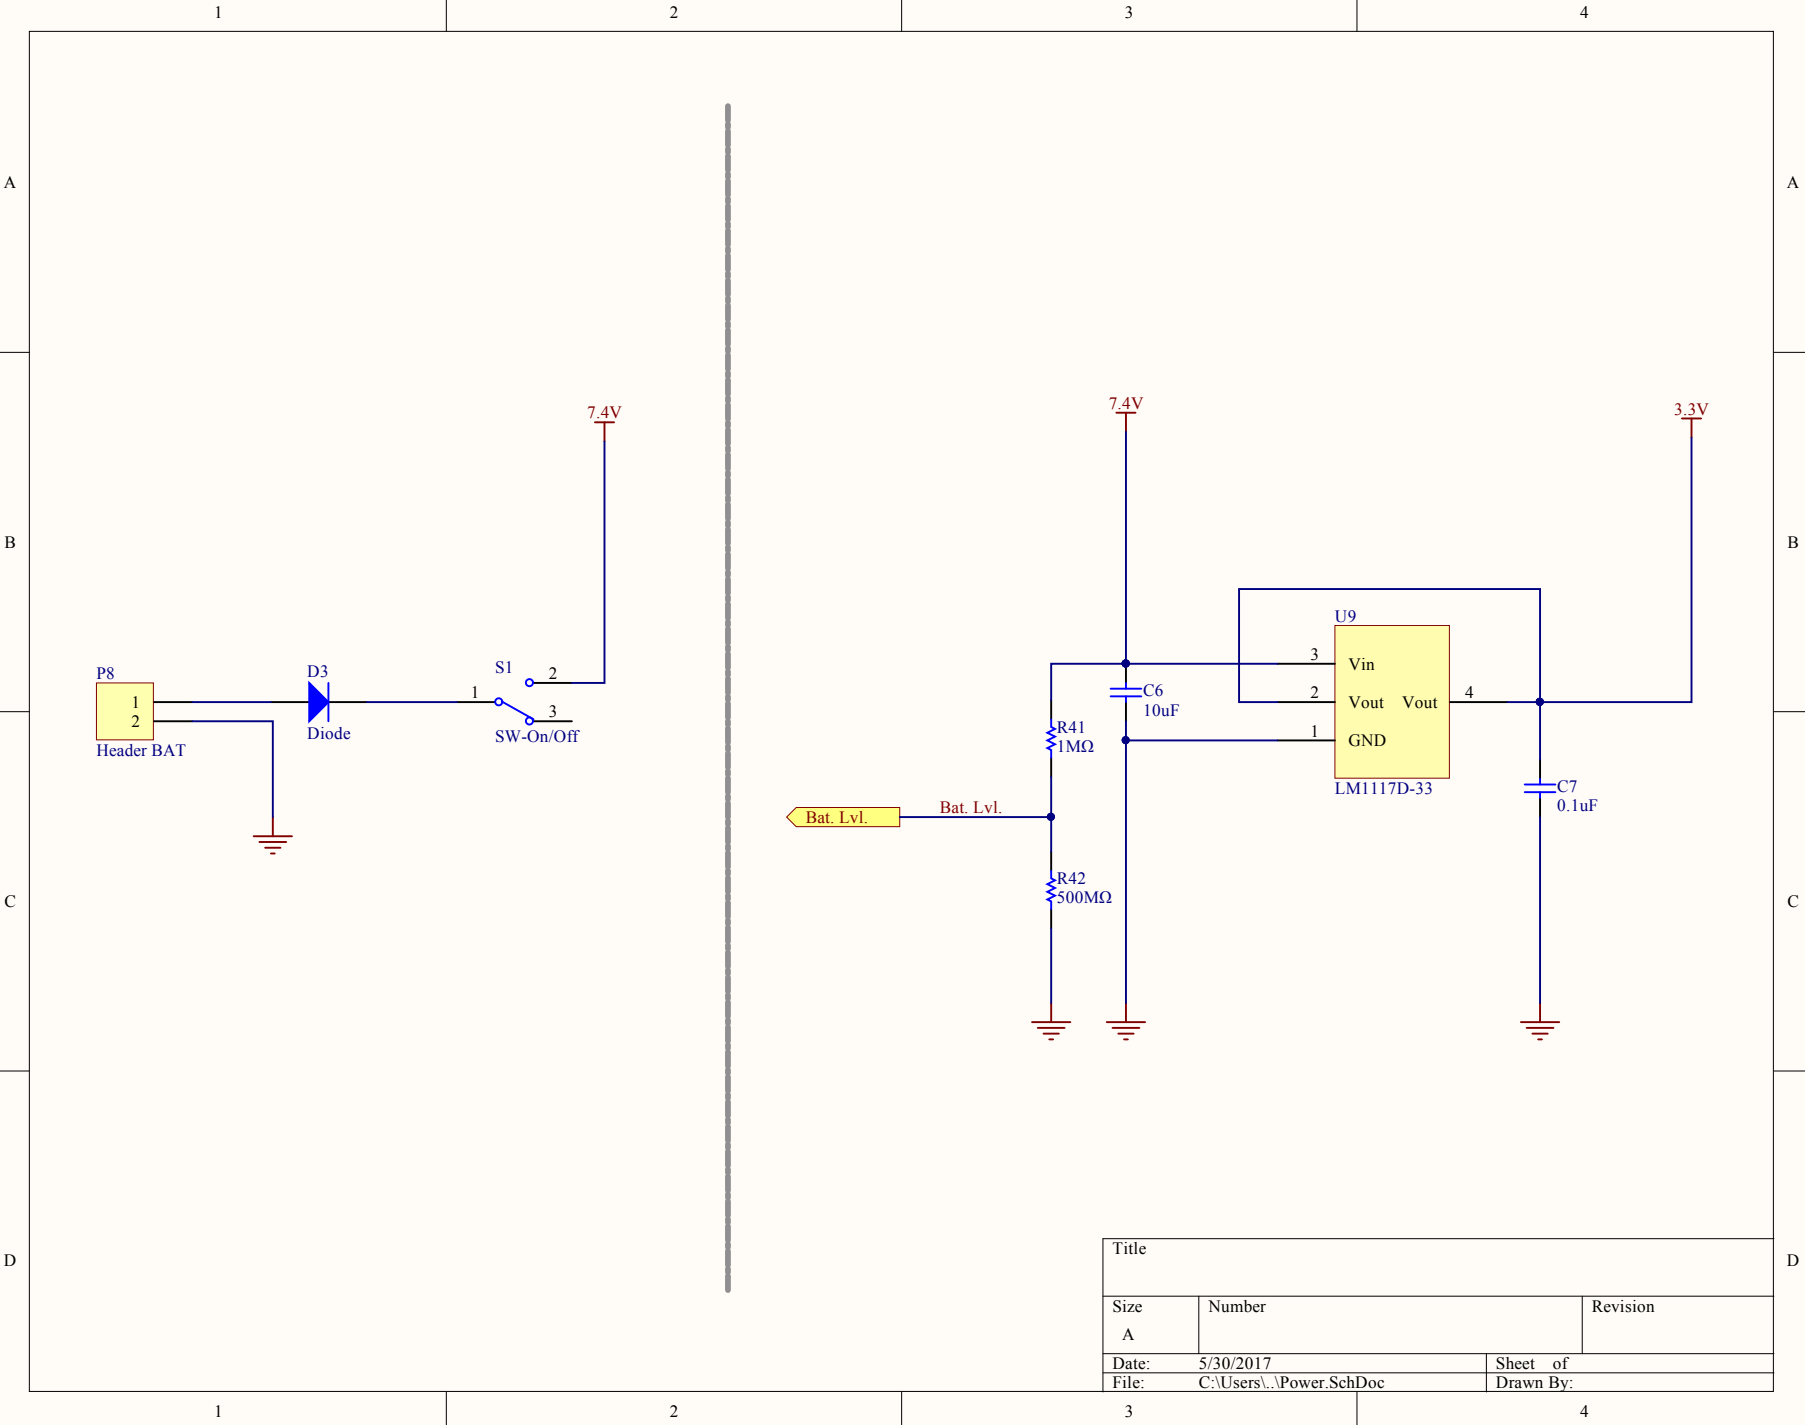 1 2 3 4
A A
7.4V
7.4V
3.3V
B B
U9
P8
D3
S1
2
3 Vin
1
1
C6
2 Vout Vout 4
2
3
10uF
Diode
SW-On/Off
R41
1 GND
Header BAT
1MΩ
LM1117D-33
C7
Bat. Lvl.
Bat. Lvl.
0.1uF
R42
500MΩ
C C
Title
D D
Size Number Revision
A
Date: 5/30/2017 Sheet of
File: C:\Users\..\Power.SchDoc Drawn By:
1 2 3 4